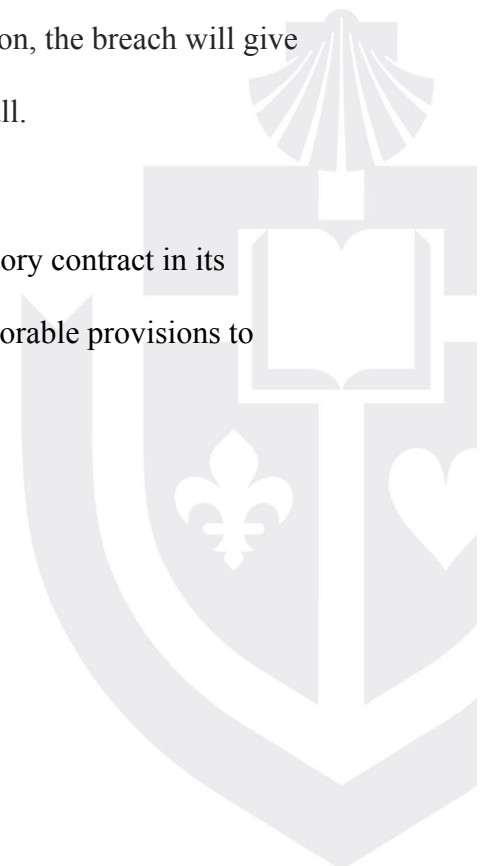 on, the breach will give
ll.
ory contract in its
orable provisions to